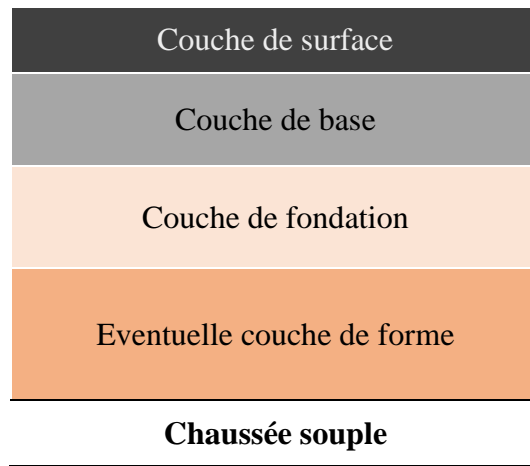 Couche de surface
Couche de base
Couche de fondation
Eventuelle couche de forme
Chaussée souple